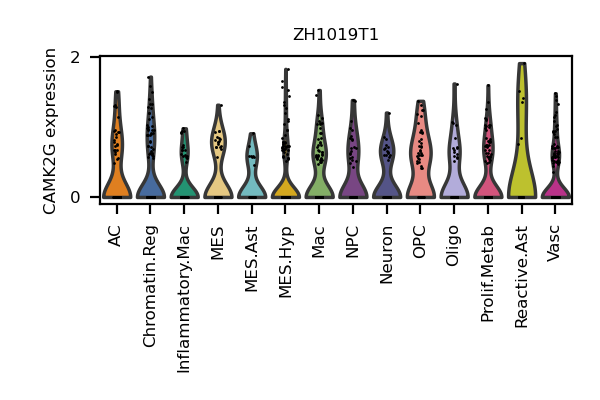 ZH1019T1
CAMK2G expression
2
0
AC
Chromatin.Reg
Inflammatory.Mac
MES
MES.Ast
MES.Hyp
Mac
NPC
Neuron
OPC
Oligo
Prolif.Metab
Reactive.Ast
Vasc